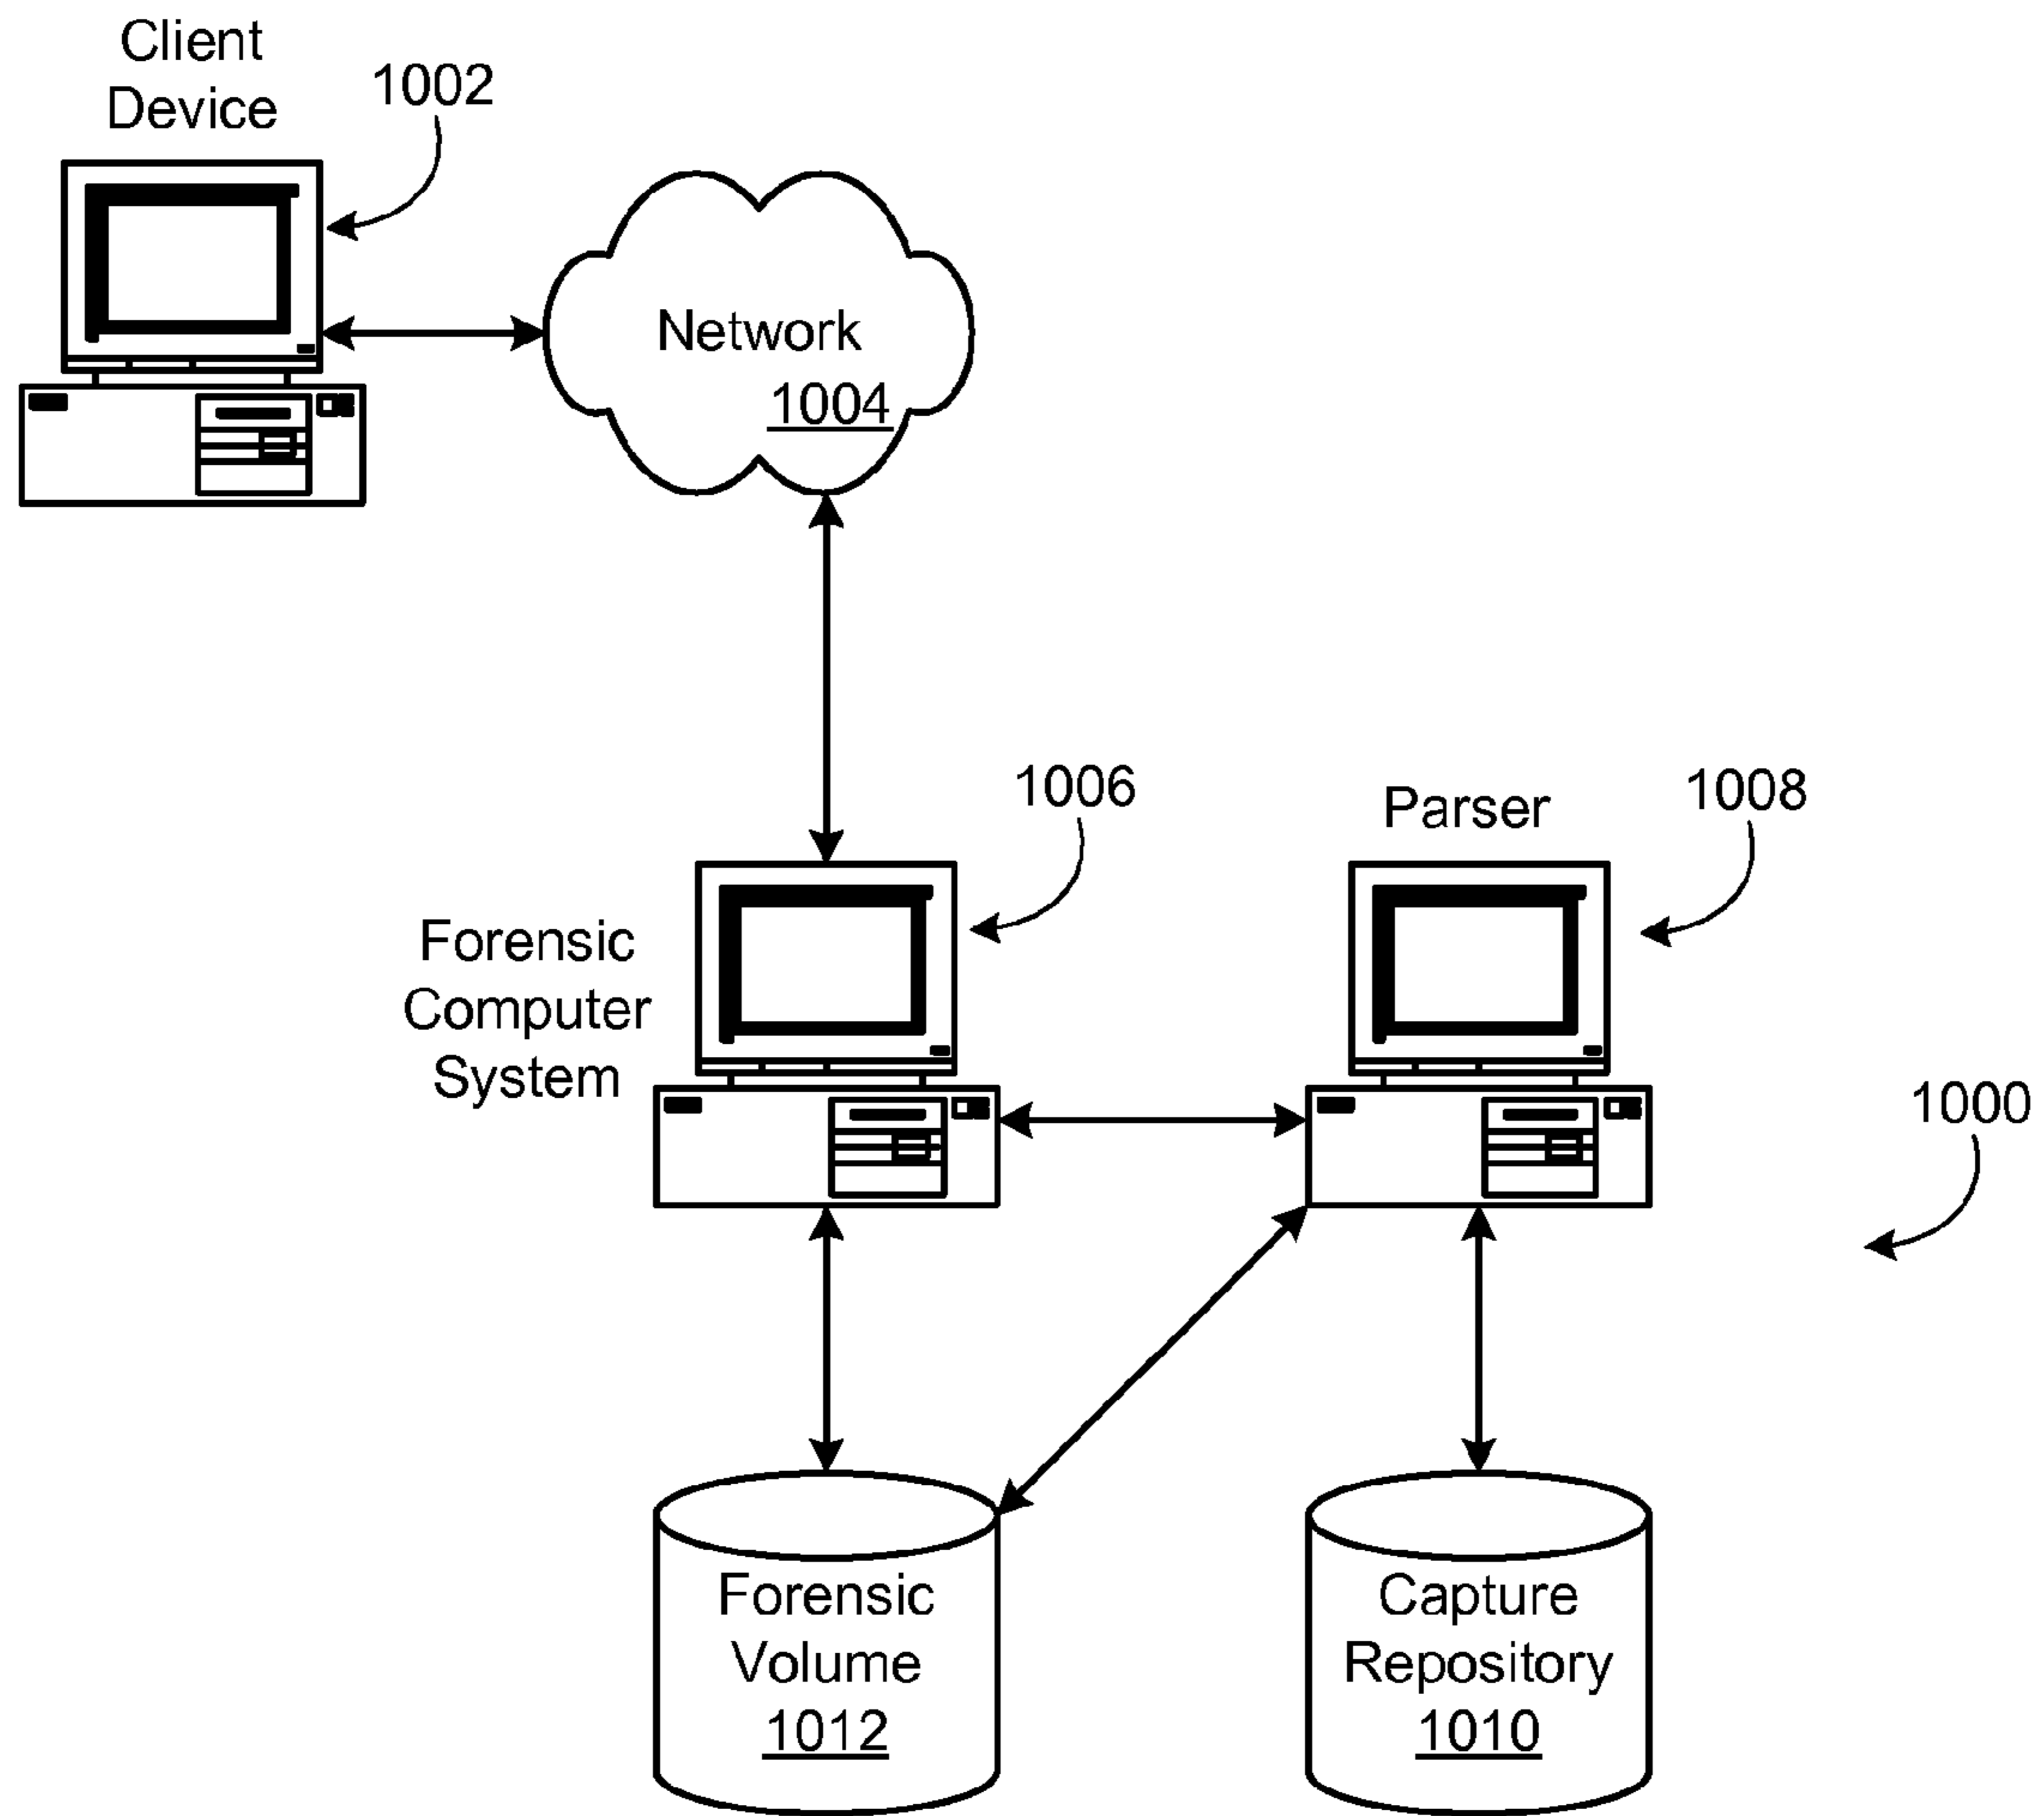 Client
Device
1002
Network
1004
1006
Parser
1008
Forensic
Computer
System
1000
Forensic
Volume
1012
Capture
Repository
1010